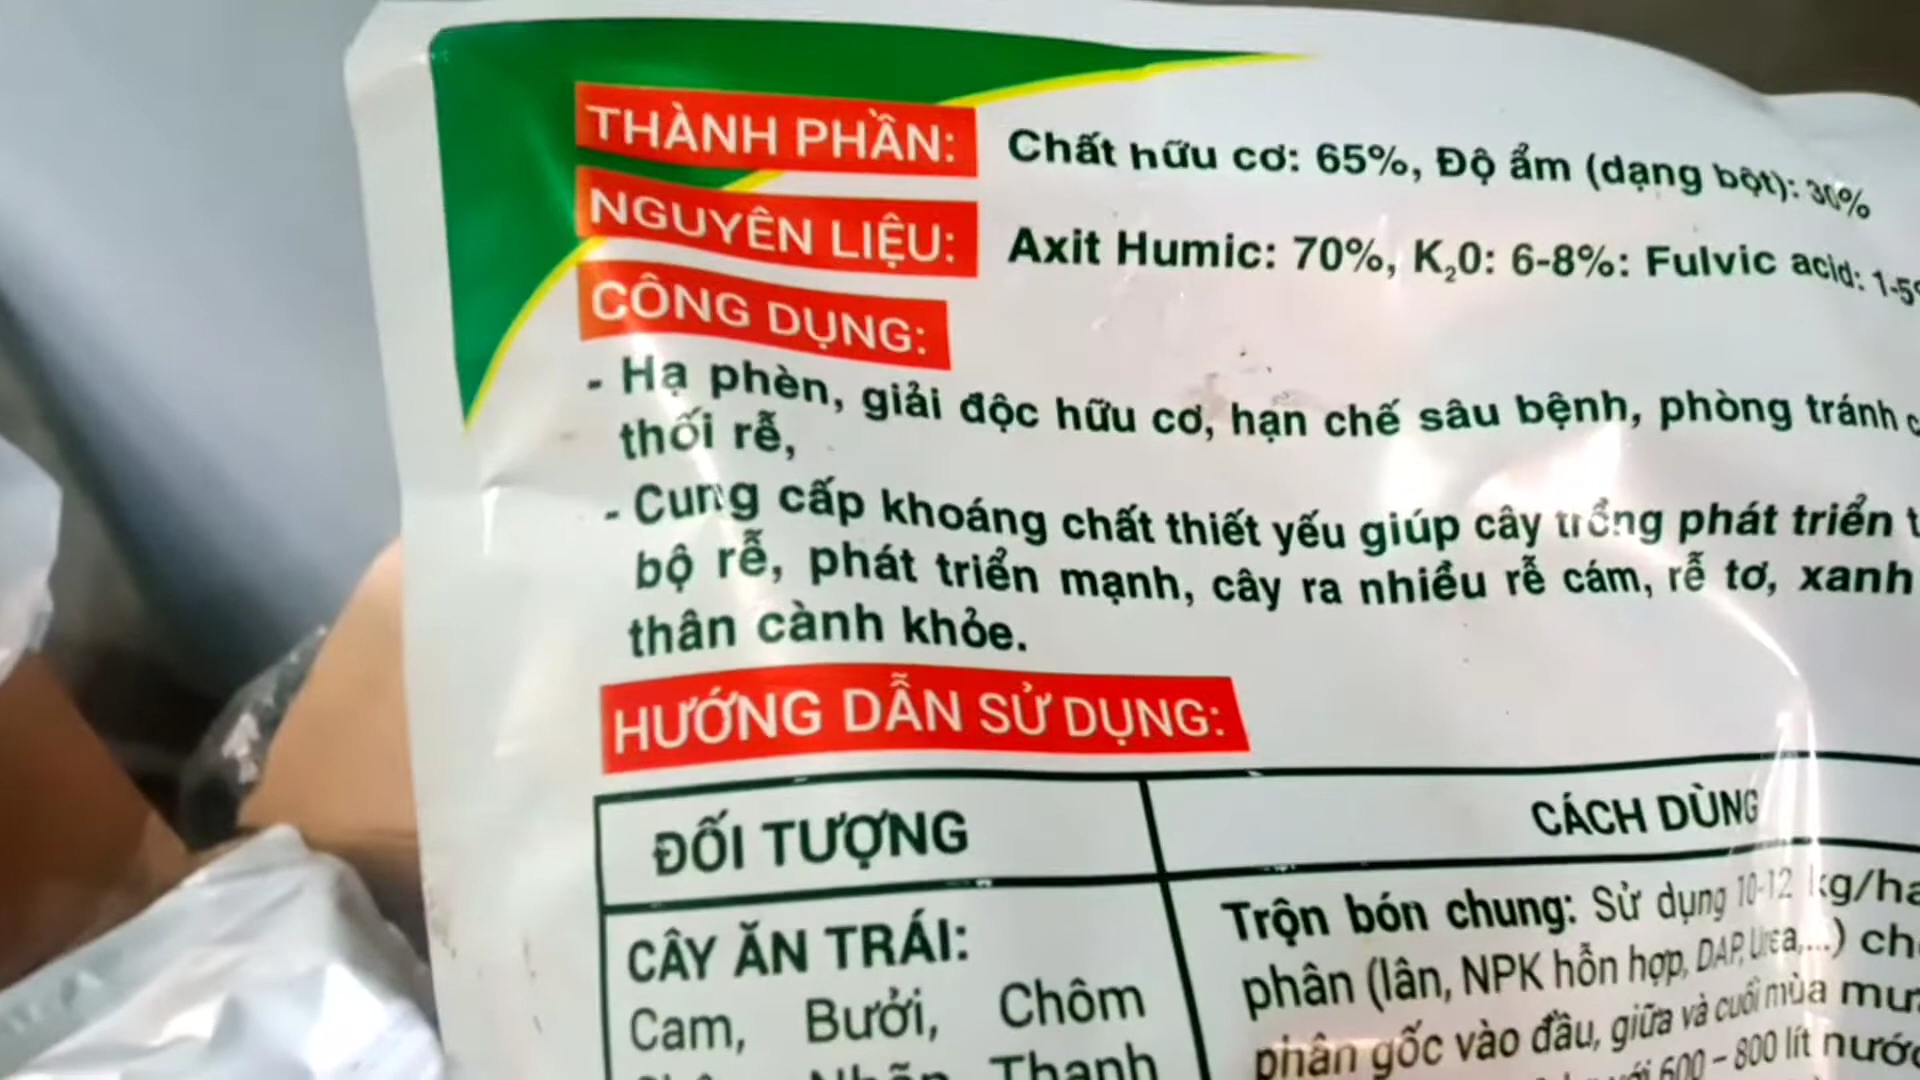 THÀNH PHẦN: Chất hữu cơ: 65%, Độ ẩm (dạng bột): 30%
NGUYÊN LIỆU: Axit Humic: 70%, K₂0: 6-8%: Fulvic acid: 1-5%
CÔNG DỤNG:
- Hạ phèn, giải độc hữu cơ, hạn chế sâu bệnh, phòng tránh
thối rễ,
- Cung cấp khoáng chất thiết yếu giúp cây trồng phát triển
bộ rễ, phát triển mạnh, cây ra nhiều rễ cám, rễ tơ, xanh
thân cành khỏe.
HƯỚNG DẪN SỬ DỤNG:
ĐỐI TƯỢNG
CÁCH DÙNG
CÂY ĂN TRÁI:
Cam, Bưởi, Chôm
Nhãn, Thanh
Trộn bón chung: Sử dụng 10-12 kg/ha
phân (lân, NPK hỗn hợp, DAP, Urea,...)
phân gốc vào đầu, giữa và cuối mùa
600 – 800 lít nước